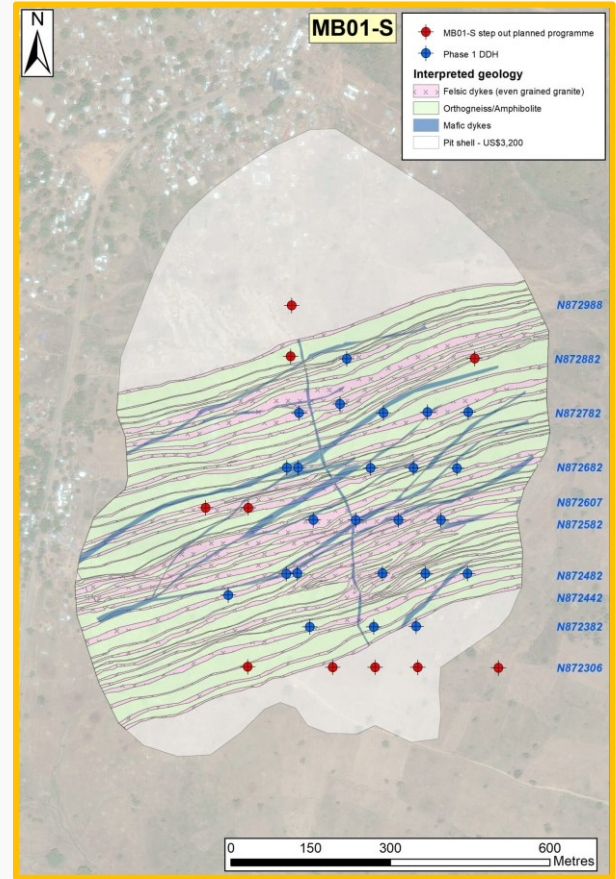 N
MB01-S
MB01-S step out planned programme
Phase 1 DDH
Interpreted geology
Felsic dykes (even grained granite)
Orthogneiss/Amphibolite
Mafic dykes
Pit shell - US$3,200
N872988
N872882
N872782
N872682
N872607
N872582
N872482
N872442
N872382
N872306
0 150 300 600
Metres